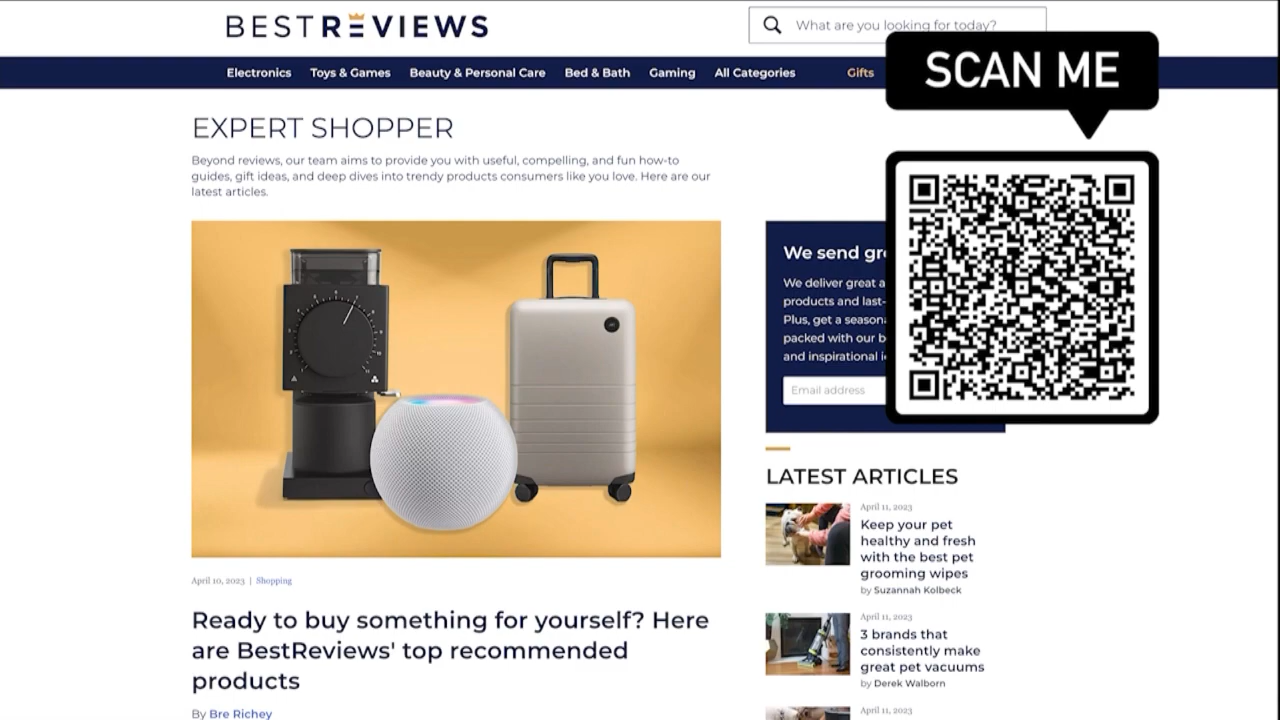 BESTREVIEWS
What are you looking for today?
SCAN ME
Electronics Toys & Games Beauty & Personal Care Bed & Bath Gaming All Categories Gifts
EXPERT SHOPPER
Beyond reviews, our team aims to provide you with useful, compelling, and fun how-to
guides, gift ideas, and deep dives into trendy products consumers like you love. Here are our
latest articles.
We send gre
We deliver great a
products and last-
Plus, get a season
packed with our b
and inspirational i
Email address
April 10, 2023 | Shopping
Ready to buy something for yourself? Here
are BestReviews' top recommended
products
By Bre Richey
LATEST ARTICLES
April 11, 2023
Keep your pet
healthy and fresh
with the best pet
grooming wipes
by Suzannah Kolbeck
April 11, 2023
3 brands that
consistently make
great pet vacuums
by Derek Walborn
April 11, 2023